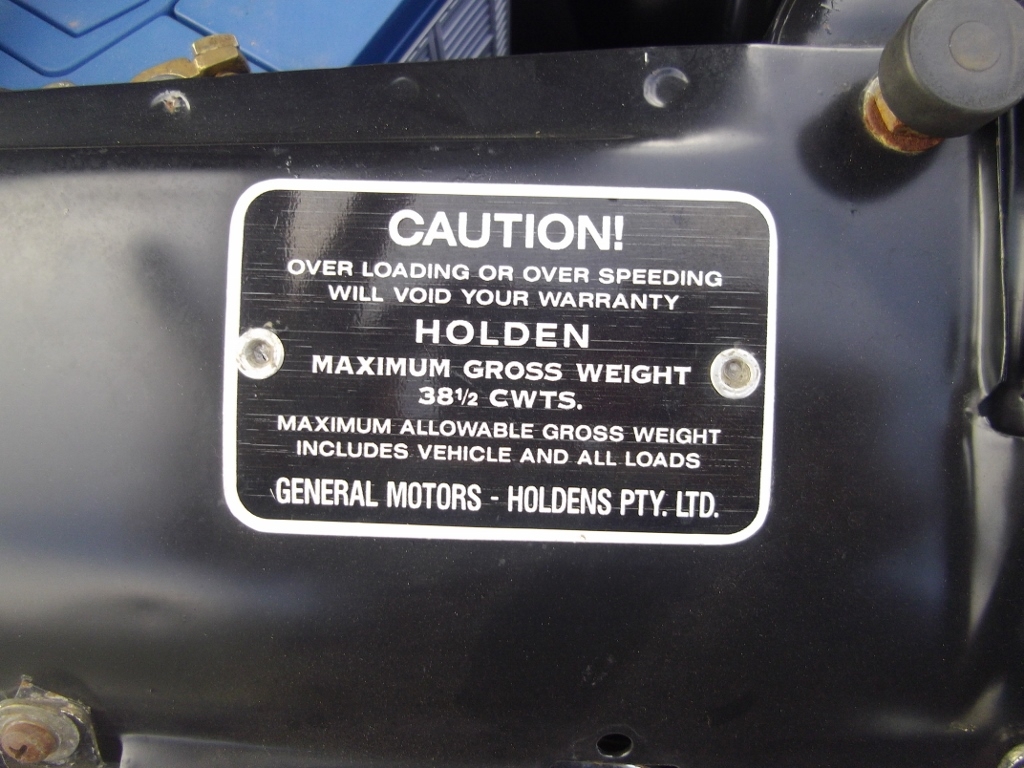 CAUTION!
OVER LOADING OR OVER SPEEDING
WILL VOID YOUR WARRANTY
HOLDEN
MAXIMUM GROSS WEIGHT
38½ CWTS.
MAXIMUM ALLOWABLE GROSS WEIGHT
INCLUDES VEHICLE AND ALL LOADS
GENERAL MOTORS - HOLDENS PTY. LTD.